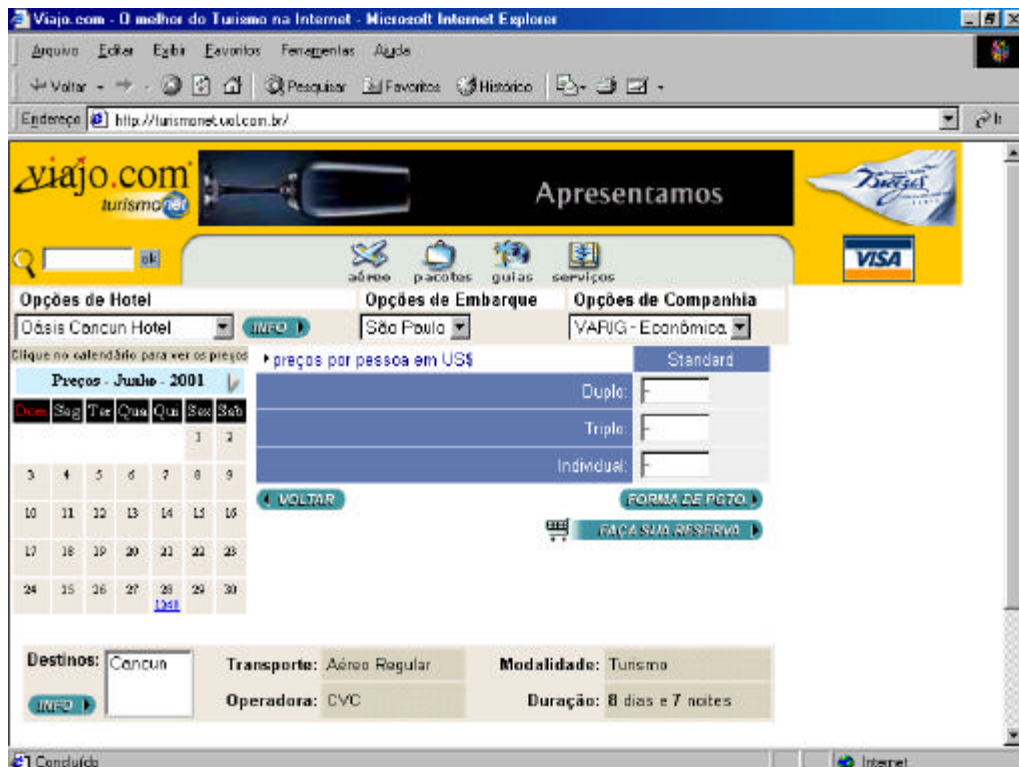 Viajo.com - O melhor do Turismo na Internet - Microsoft Internet Explorer
Arquivo Editar Exibir Favoritos Ferramentas Ajuda
Voltar Pesquisar Favoritos Histórico
Endereço http://turismonet.uol.com.br/ Ir
viajo.com
turismonet
Apresentamos
Breezes
ok
aéreo pacotes guias serviços
VISA
Opções de Hotel Opções de Embarque Opções de Companhia
Oásis Cancun Hotel INFO São Paulo VARIG - Econômica
Clique no calendário para ver os preços
preços por pessoa em US$ Standard
Preços - Junho - 2001
Dom Seg Ter Qua Qui Sex Sab
Duplo: -
Triplo: -
Individual: -
1 2
3 4 5 6 7 8 9
10 11 12 13 14 15 16
17 18 19 20 21 22 23
24 25 26 27 28 29 30
VOLTAR FORMA DE PGTO.
FAÇA SUA RESERVA
Destinos: Cancun
INFO
Transporte: Aéreo Regular Modalidade: Turismo
Operadora: CVC Duração: 8 dias e 7 noites
Concluído Internet